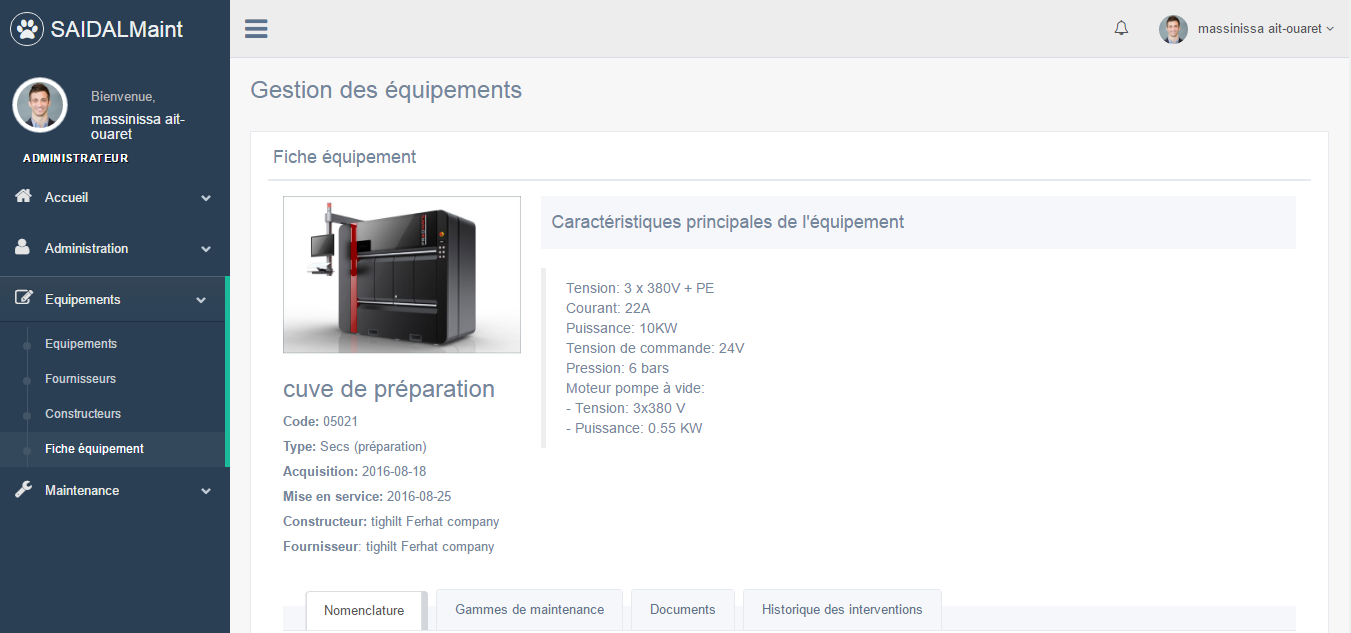 SAIDALMaint
massinissa ait-ouaret
Bienvenue,
massinissa ait-
ouaret
ADMINISTRATEUR
Accueil
Administration
Equipements
Equipements
Fournisseurs
Constructeurs
Fiche équipement
Maintenance
Gestion des équipements
Fiche équipement
cuve de préparation
Code: 05021
Type: Secs (préparation)
Acquisition: 2016-08-18
Mise en service: 2016-08-25
Constructeur: tighilt Ferhat company
Fournisseur: tighilt Ferhat company
Caractéristiques principales de l'équipement
Tension: 3 x 380V + PE
Courant: 22A
Puissance: 10KW
Tension de commande: 24V
Pression: 6 bars
Moteur pompe à vide:
- Tension: 3x380 V
- Puissance: 0.55 KW
Nomenclature
Gammes de maintenance
Documents
Historique des interventions